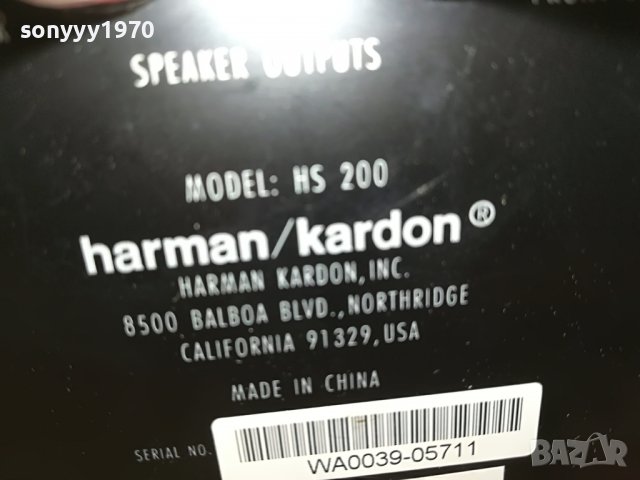 sonyyy1970
SPEAKER OUTPUTS
MODEL: HS 200
harman/kardon®
HARMAN KARDON, INC.
8500 BALBOA BLVD., NORTHRIDGE
CALIFORNIA 91329, USA
MADE IN CHINA
SERIAL NO.
WA0039-05711
BAZAR